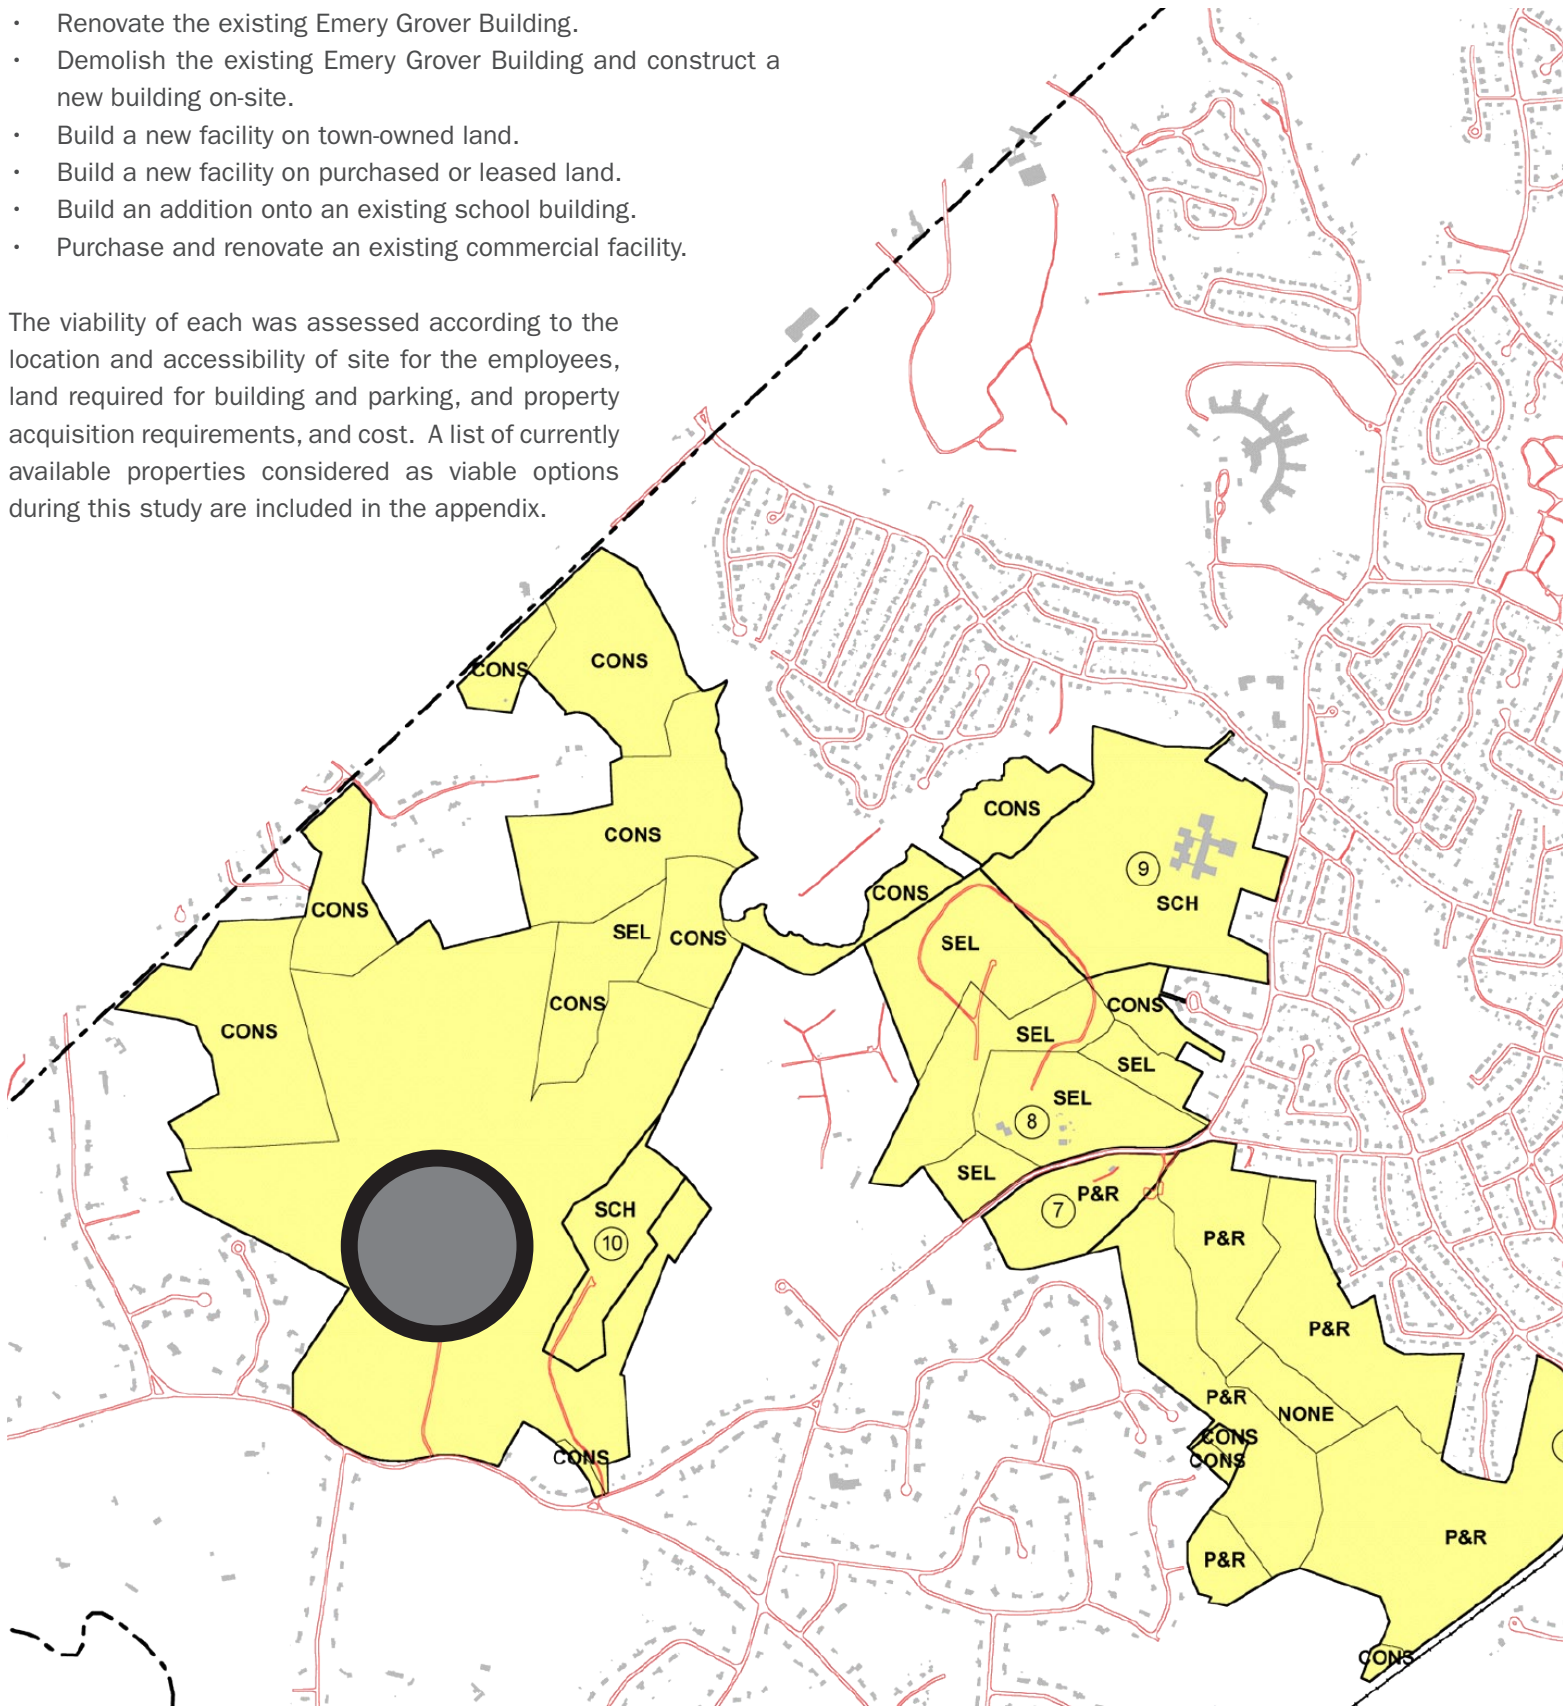 · Renovate the existing Emery Grover Building.
· Demolish the existing Emery Grover Building and construct a
new building on-site.
· Build a new facility on town-owned land.
· Build a new facility on purchased or leased land.
· Build an addition onto an existing school building.
· Purchase and renovate an existing commercial facility.
The viability of each was assessed according to the
location and accessibility of site for the employees,
land required for building and parking, and property
acquisition requirements, and cost. A list of currently
available properties considered as viable options
during this study are included in the appendix.
CONS
CONS
CONS
CONS
CONS
9
CONS
SCH
CONS
SEL
CONS
SEL
CONS
CONS
CONS
SEL
SEL
SEL
8
SEL
P&R
7
SCH
10
P&R
P&R
P&R
NONE
CONS
CONS
CONS
P&R
P&R
CONS